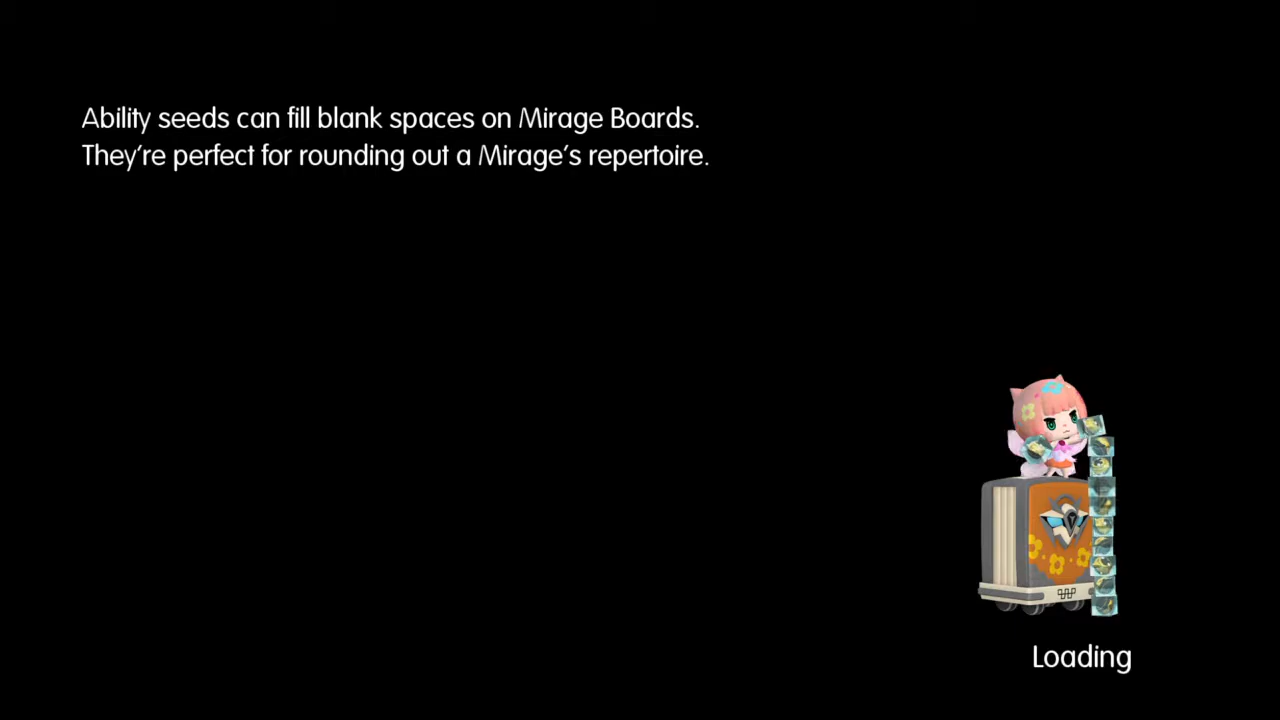 Ability seeds can fill blank spaces on Mirage Boards.
They're perfect for rounding out a Mirage's repertoire.
Loading